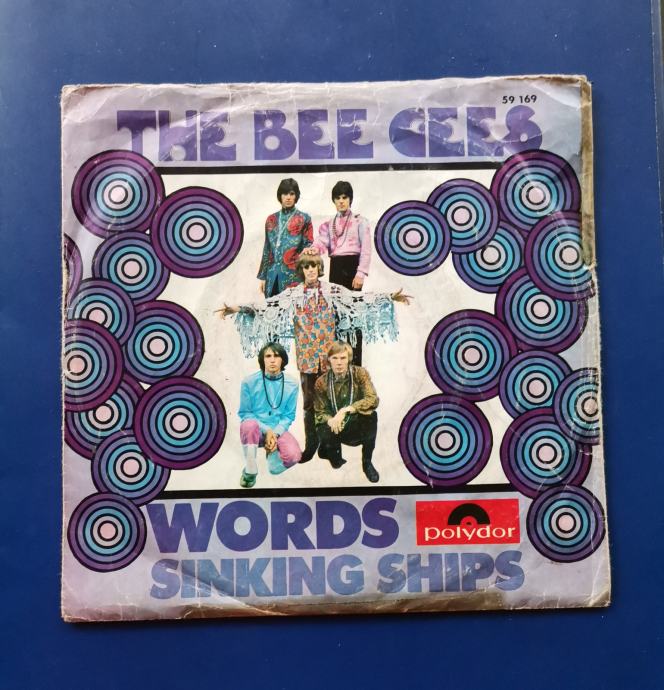 59 169
THE BEE GEES
WORDS
polydor
SINKING SHIPS